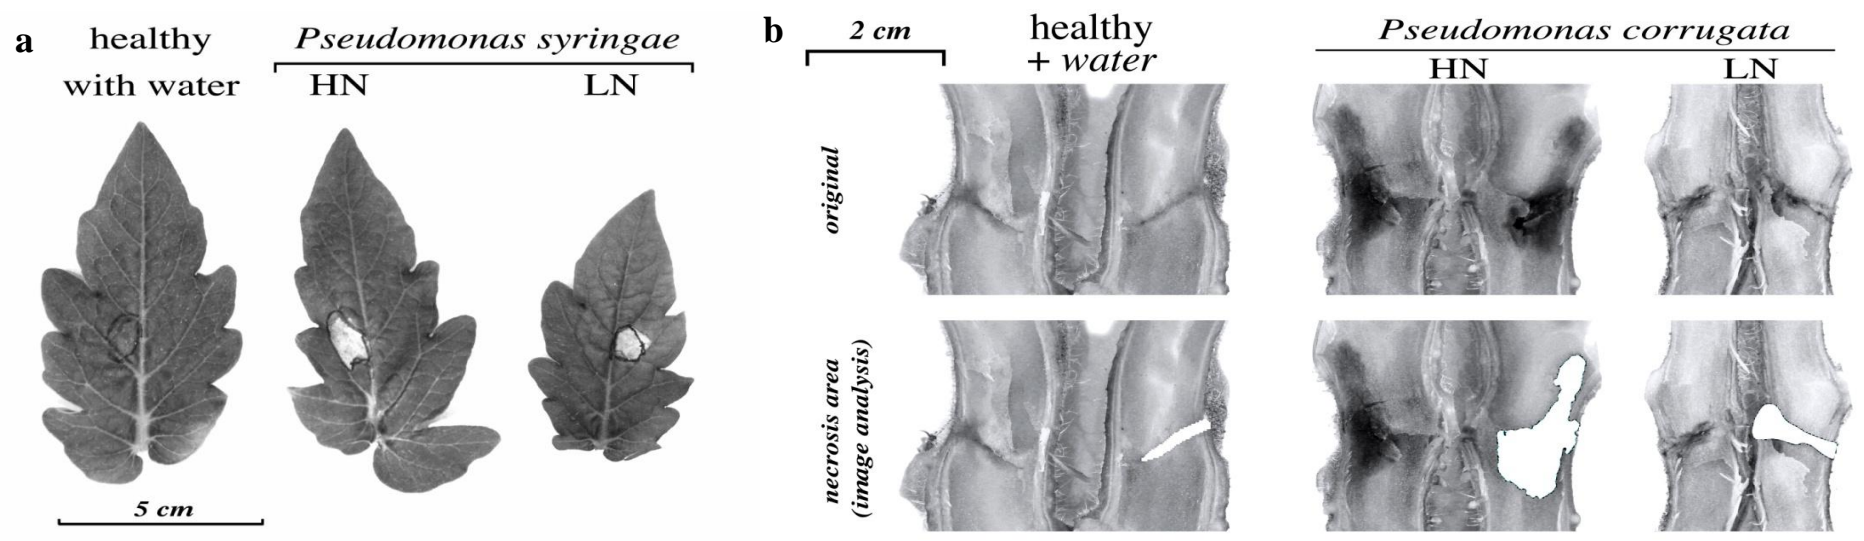 a
healthy
with water
Pseudomonas syringae
HN
LN
5 cm
b
2 cm
healthy
+ water
Pseudomonas corrugata
HN
LN
original
necrosis area
(image analysis)